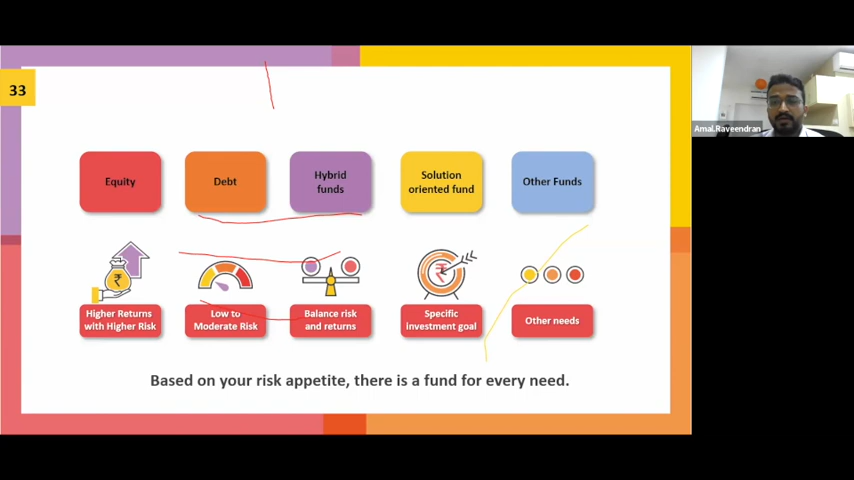 33
Amal.Raveendran
Equity
Debt
Hybrid
funds
Solution
oriented fund
Other Funds
₹
₹
Higher Returns
with Higher Risk
Low to
Moderate Risk
Balance risk
and returns
Specific
investment goal
Other needs
Based on your risk appetite, there is a fund for every need.